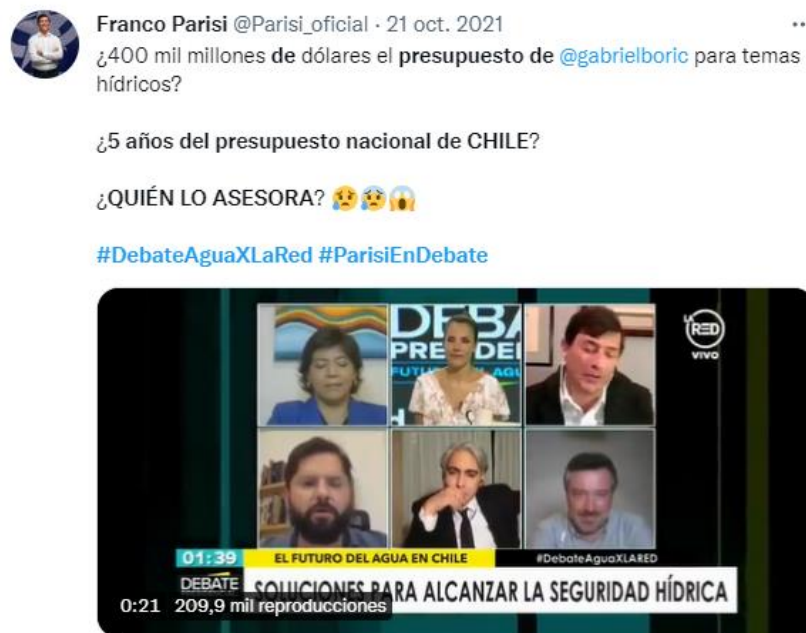 Franco Parisi @Parisi_oficial · 21 oct. 2021
¿400 mil millones de dólares el presupuesto de @gabrielboric para temas
hídricos?
¿5 años del presupuesto nacional de CHILE?
¿QUIÉN LO ASESORA? 😥😰😱
#DebateAguaXLaRed #ParisiEnDebate
LA RED
VIVO
01:39
EL FUTURO DEL AGUA EN CHILE
#DebateAguaXLARED
DEBATE
SOLUCIONES PARA ALCANZAR LA SEGURIDAD HÍDRICA
0:21 209,9 mil reproducciones